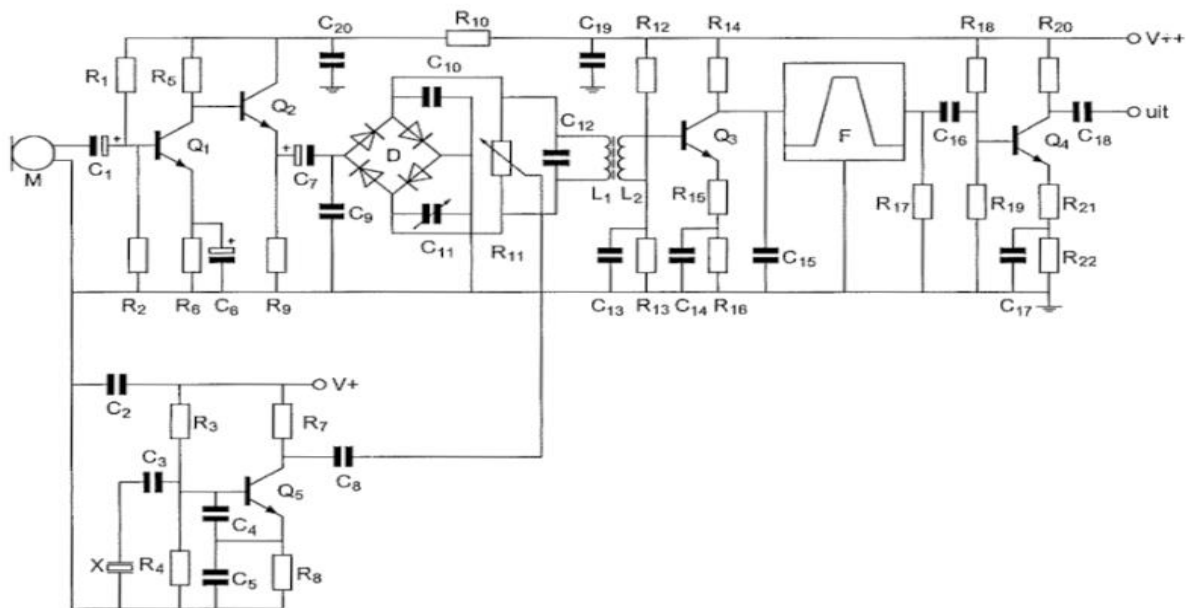 C20 R10 C19 R12 R14 R18 R20
V++
R1 R5 C10
Q2 C12 uit
Q1 D Q3 F C16 Q4 C18
M C1 + + C7 L1 L2 R15
C9 R17 R19 R21
+ C11 R11 C15 R22
R2 R6 C6 R9 C13 R13 C14 R16 C17
V+
C2 R3 R7
C3 C8
Q5
C4
X R4 C5 R8